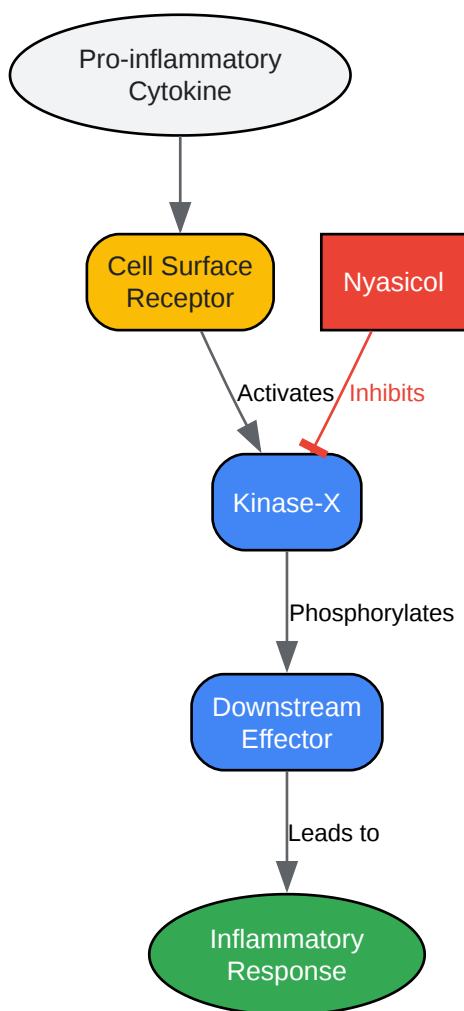 Pro-inflammatory
Cytokine
Cell Surface
Receptor
Nyasicol
Activates
Inhibits
Kinase-X
Phosphorylates
Downstream
Effector
Leads to
Inflammatory
Response